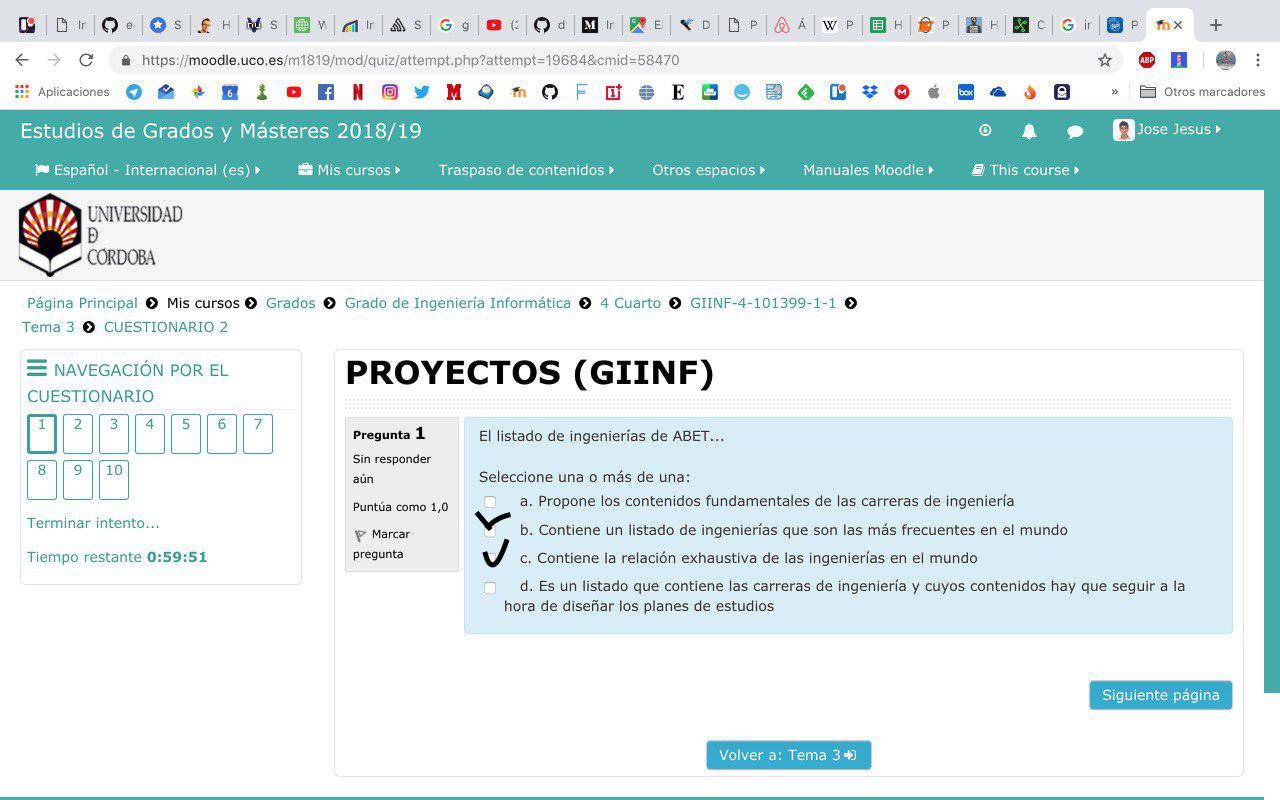 Ir
e
S
H
S
W
Ir
S
g
(2
d
Ir
E
D
P
Á
P
H
P
H
C
ir
P
https://moodle.uco.es/m1819/mod/quiz/attempt.php?attempt=19684&cmid=58470
ABP
Aplicaciones
» Otros marcadores
Estudios de Grados y Másteres 2018/19
Jose Jesus
Español - Internacional (es) Mis cursos Traspaso de contenidos Otros espacios Manuales Moodle This course
UNIVERSIDAD
D
CÓRDOBA
Página Principal Mis cursos Grados Grado de Ingeniería Informática 4 Cuarto GIINF-4-101399-1-1
Tema 3 CUESTIONARIO 2
NAVEGACIÓN POR EL
CUESTIONARIO
1 2 3 4 5 6 7
8 9 10
Terminar intento...
Tiempo restante 0:59:51
PROYECTOS (GIINF)
Pregunta 1
Sin responder
aún
Puntúa como 1,0
Marcar
pregunta
El listado de ingenierías de ABET...
Seleccione una o más de una:
a. Propone los contenidos fundamentales de las carreras de ingeniería
b. Contiene un listado de ingenierías que son las más frecuentes en el mundo
c. Contiene la relación exhaustiva de las ingenierías en el mundo
d. Es un listado que contiene las carreras de ingeniería y cuyos contenidos hay que seguir a la
hora de diseñar los planes de estudios
Siguiente página
Volver a: Tema 3